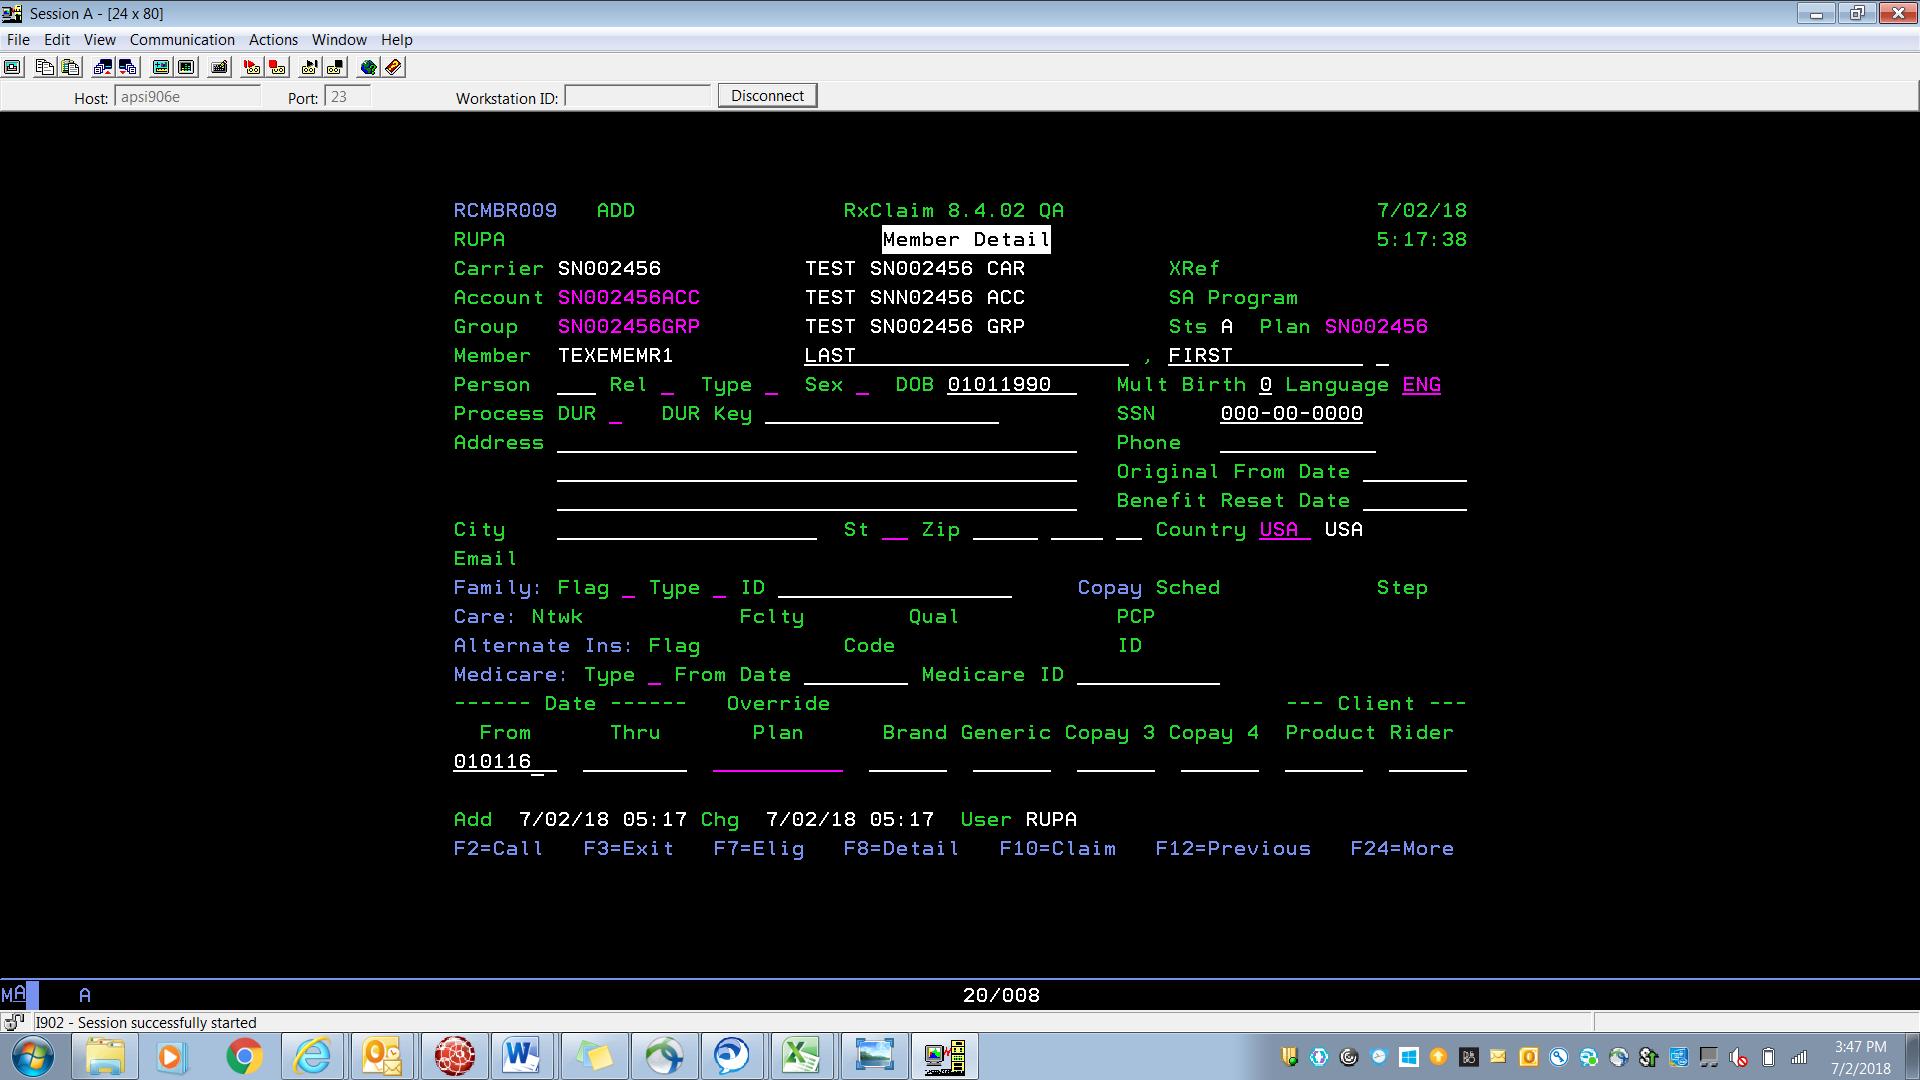 Session A - [24 x 80]
File Edit View Communication Actions Window Help
Host: apsi906e Port: 23 Workstation ID: Disconnect
RCMBR009 ADD RxClaim 8.4.02 QA 7/02/18
RUPA Member Detail 5:17:38
Carrier SN002456 TEST SN002456 CAR XRef
Account SN002456ACC TEST SNN02456 ACC SA Program
Group SN002456GRP TEST SN002456 GRP Sts A Plan SN002456
Member TEXEMEMR1 LAST , FIRST
Person Rel Type Sex DOB 01011990 Mult Birth 0 Language ENG
Process DUR DUR Key SSN 000-00-0000
Address Phone
Original From Date
Benefit Reset Date
City St Zip Country USA USA
Email
Family: Flag Type ID Copay Sched Step
Care: Ntwk Fclty Qual PCP
Alternate Ins: Flag Code ID
Medicare: Type From Date Medicare ID
------ Date ------ Override --- Client ---
From Thru Plan Brand Generic Copay 3 Copay 4 Product Rider
010116
Add 7/02/18 05:17 Chg 7/02/18 05:17 User RUPA
F2=Call F3=Exit F7=Elig F8=Detail F10=Claim F12=Previous F24=More
MA A 20/008
I902 - Session successfully started
3:47 PM
7/2/2018